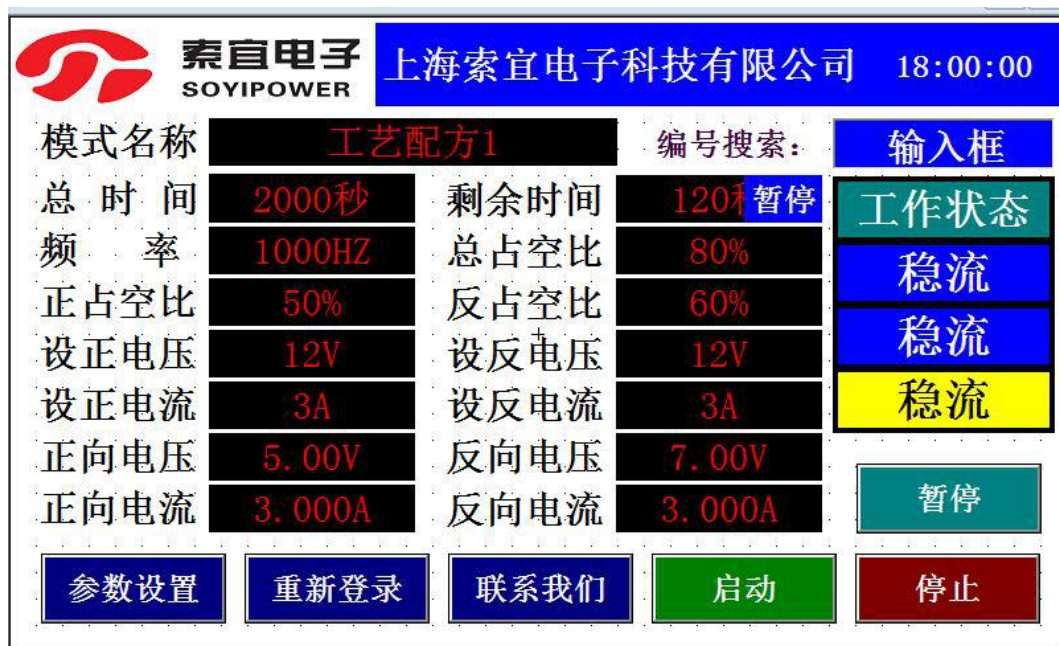 索宜电子
SOYIPOWER
上海索宜电子科技有限公司 18:00:00
模式名称 工艺配方1 编号搜索: 输入框
总时间 2000秒 剩余时间 120 暂停 工作状态
频率 1000HZ 总占空比 80% 稳流
正占空比 50% 反占空比 60%
设正电压 12V 设反电压 12V 稳流
设正电流 3A 设反电流 3A 稳流
正向电压 5.00V 反向电压 7.00V
正向电流 3.000A 反向电流 3.000A 暂停
参数设置 重新登录 联系我们 启动 停止